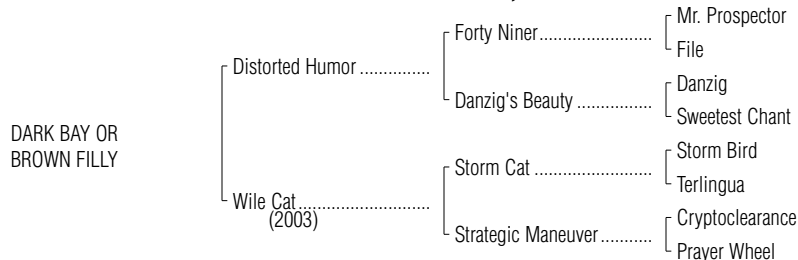 Mr. Prospector
Forty Niner........................
File
Distorted Humor ...............
Danzig
Danzig's Beauty ................
Sweetest Chant
DARK BAY OR
BROWN FILLY
Storm Bird
Storm Cat .........................
Terlingua
Wile Cat............................
(2003)
Cryptoclearance
Strategic Maneuver...........
Prayer Wheel